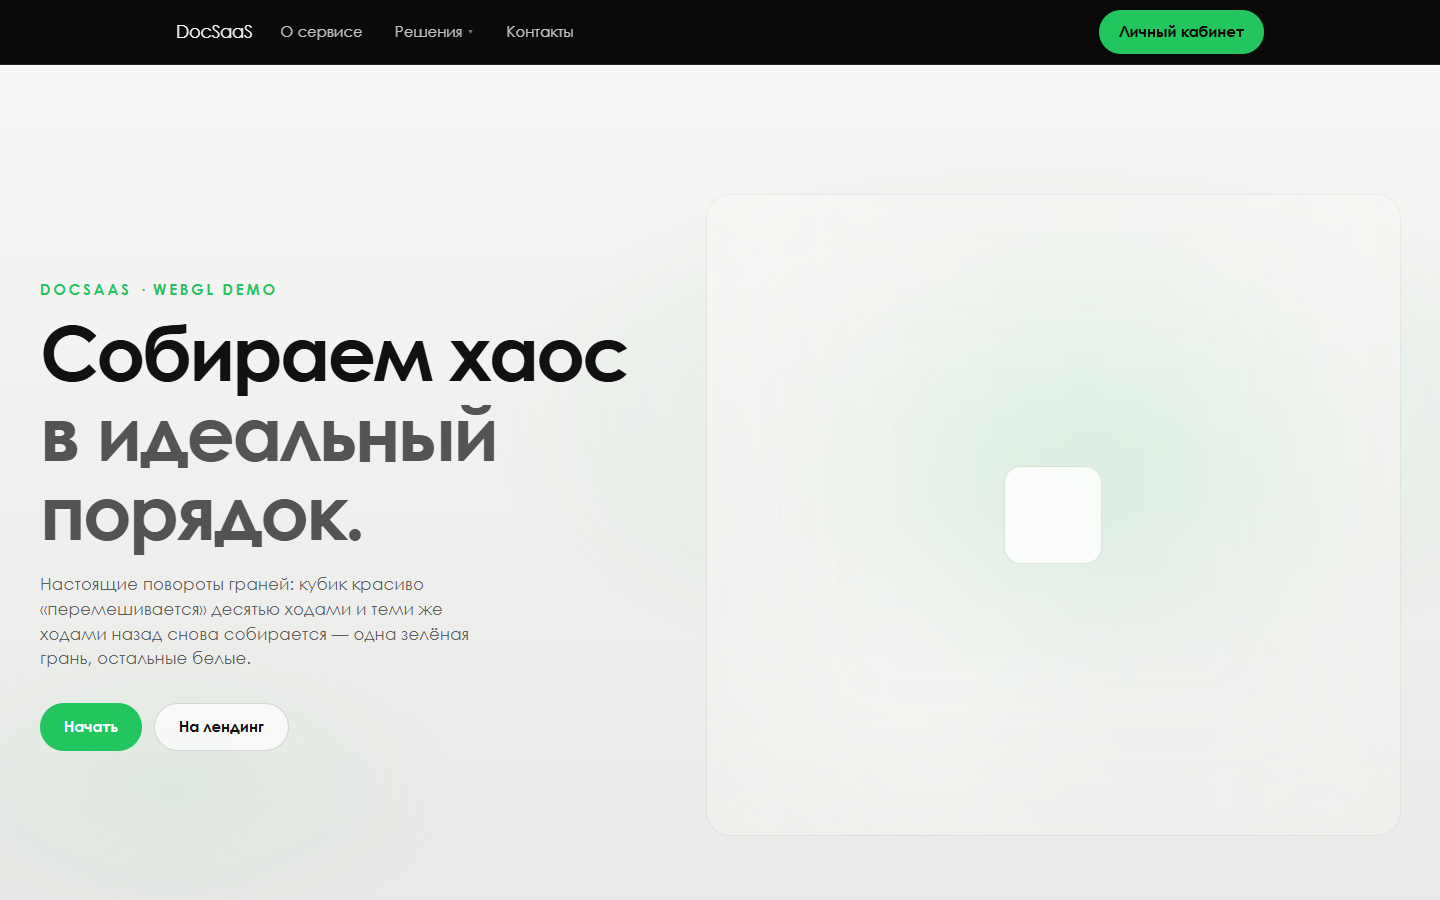 DocSaaS О сервисе Решения Контакты Личный кабинет
DOCSAAS · WEBGL DEMO
Собираем хаос
в идеальный
порядок.
Настоящие повороты граней: кубик красиво
«перемешивается» десятью ходами и теми же
ходами назад снова собирается — одна зелёная
грань, остальные белые.
Начать На лендинг